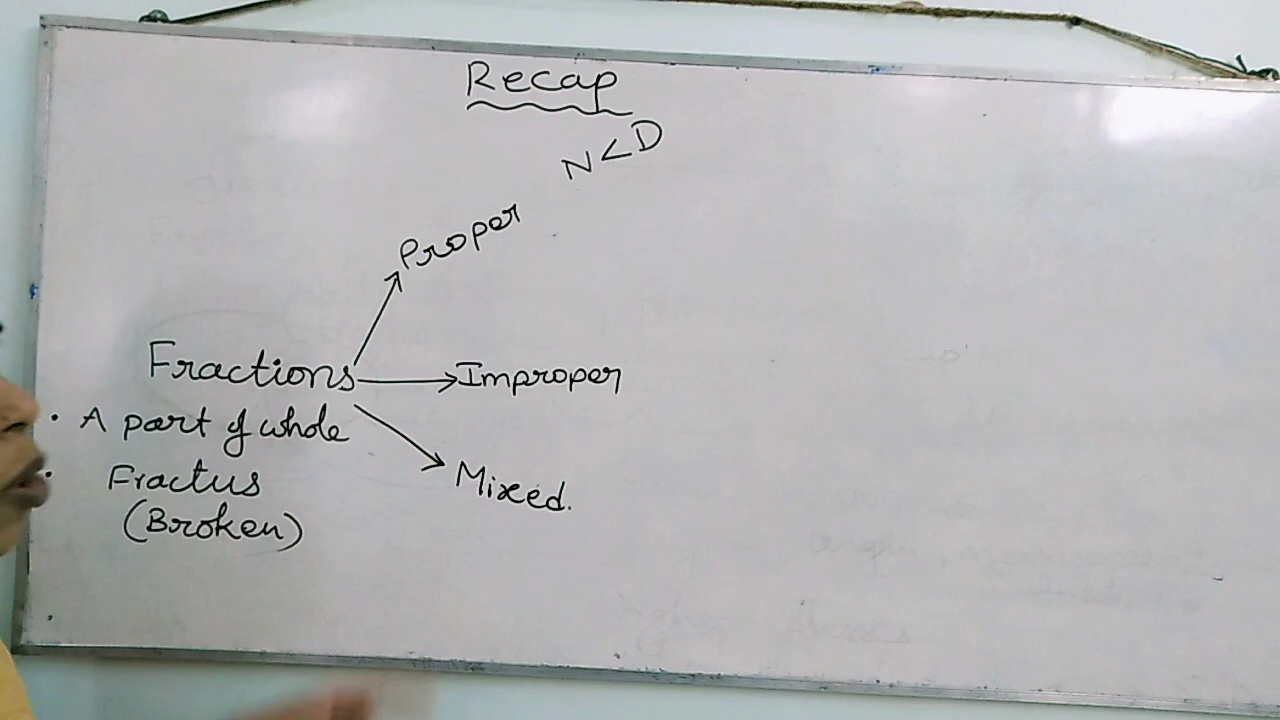 Recap
N < D
Proper
Fractions
Improper
• A part of whole
Mixed.
• Fractus
(Broken)